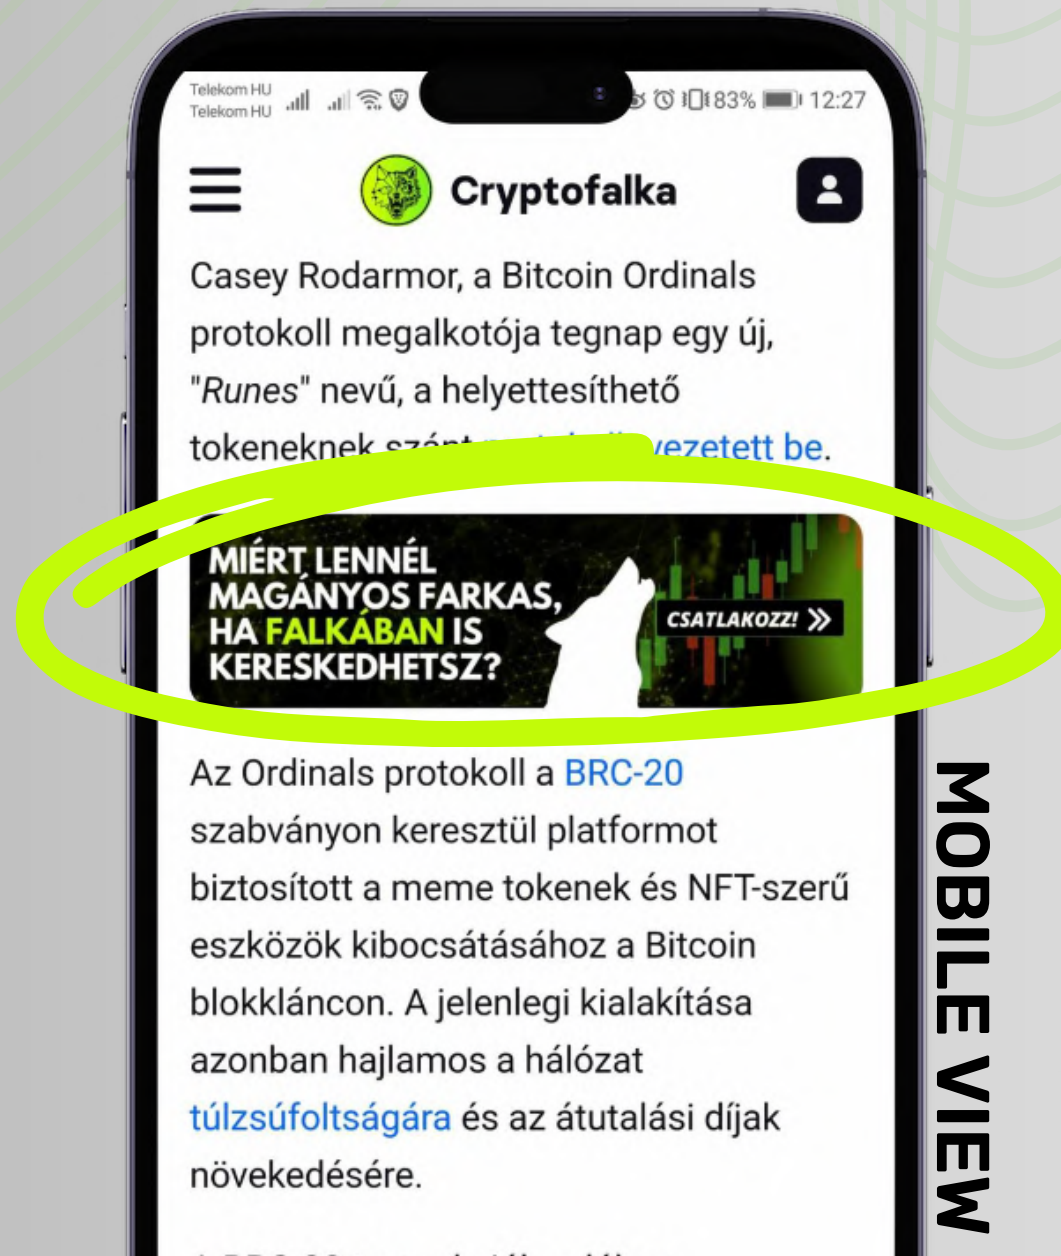 Telekom HU
Telekom HU
83% 12:27
Cryptofalka
Casey Rodarmor, a Bitcoin Ordinals
protokoll megalkotója tegnap egy új,
"Runes" nevű, a helyettesíthető
tokeneknek szánt vezetett be.
MIÉRT LENNÉL
MAGÁNYOS FARKAS,
HA FALKÁBAN IS
KERESKEDHETSZ?
CSATLAKOZZ!
Az Ordinals protokoll a BRC-20
szabványon keresztül platformot
biztosított a meme tokenek és NFT-szerű
eszközök kibocsátásához a Bitcoin
blokkláncon. A jelenlegi kialakítása
azonban hajlamos a hálózat
túlzsúfoltságára és az átutalási díjak
növekedésére.
MOBILE VIEW